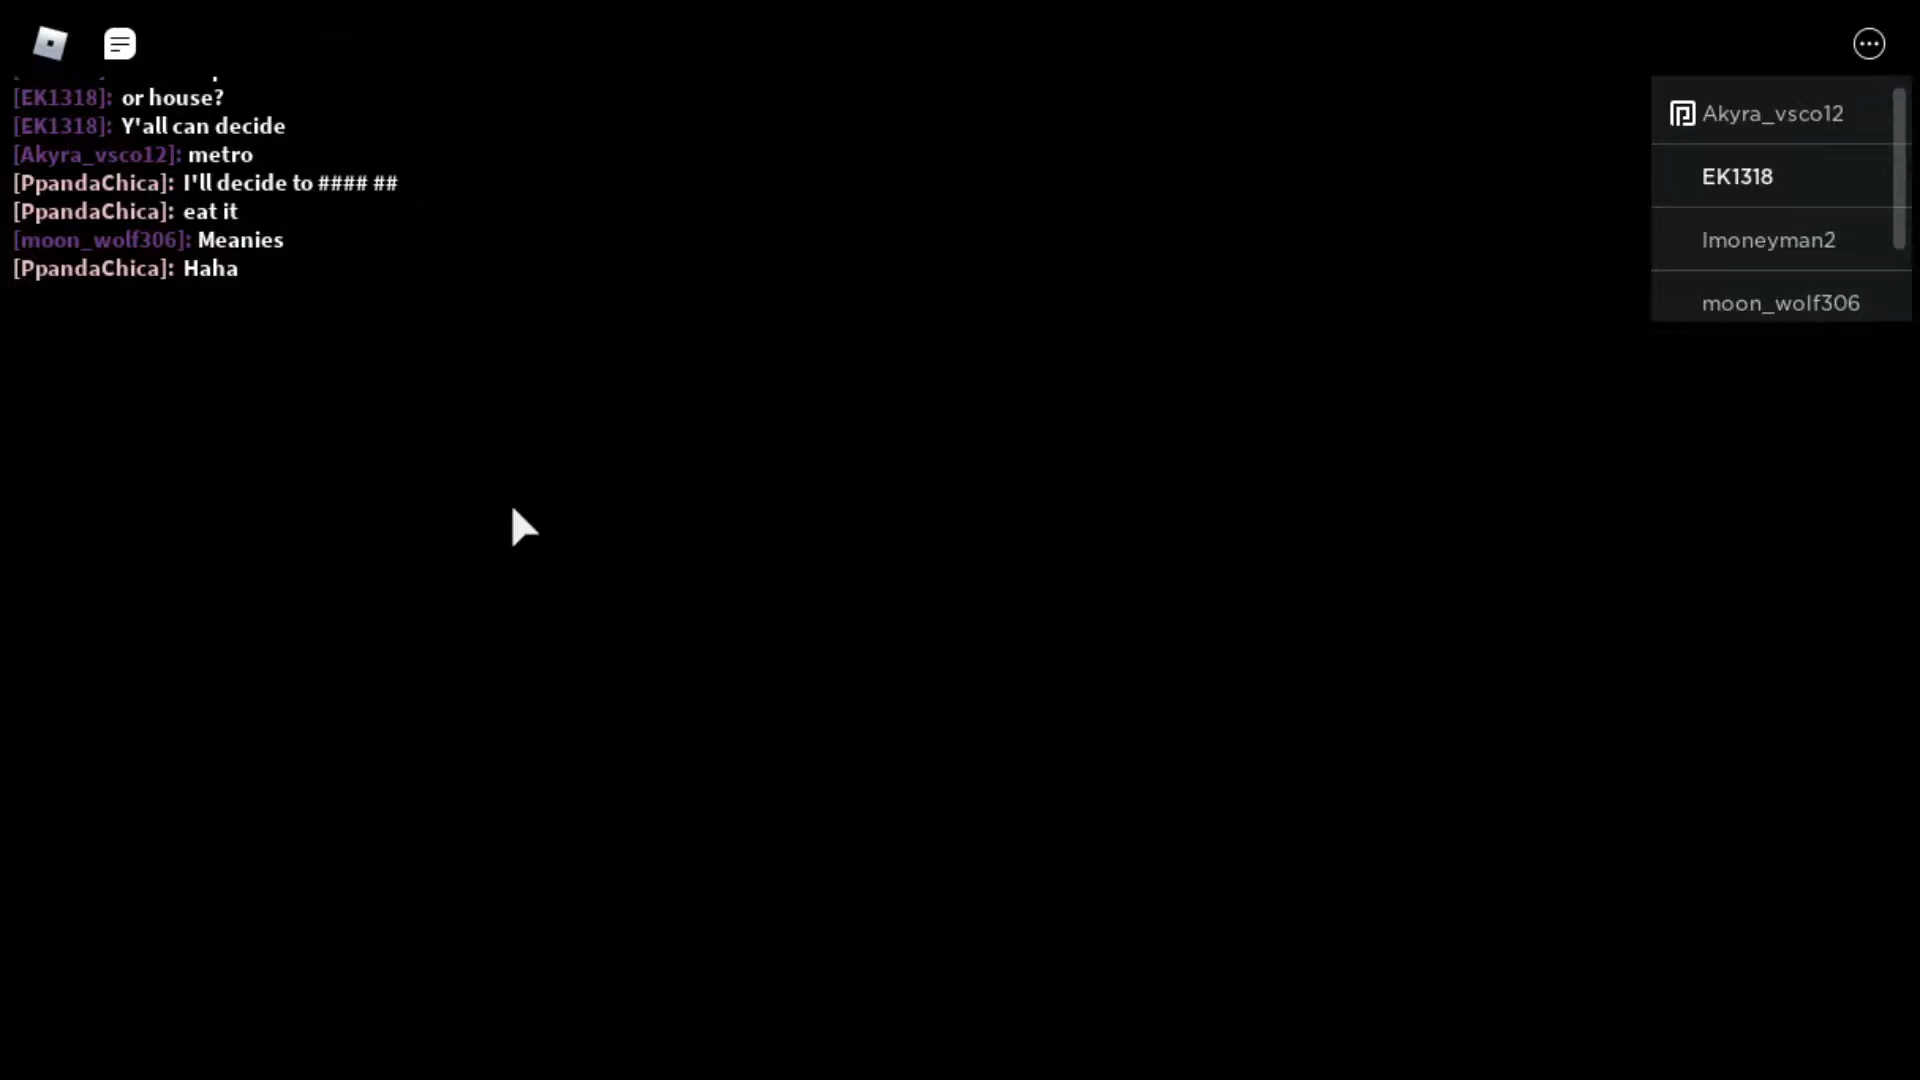 [EK1318]: or house?
[EK1318]: Y'all can decide
[Akyra_vsco12]: metro
[PpandaChica]: I'll decide to #### ##
[PpandaChica]: eat it
[moon_wolf306]: Meanies
[PpandaChica]: Haha
Akyra_vsco12
EK1318
lmoneyman2
moon_wolf306